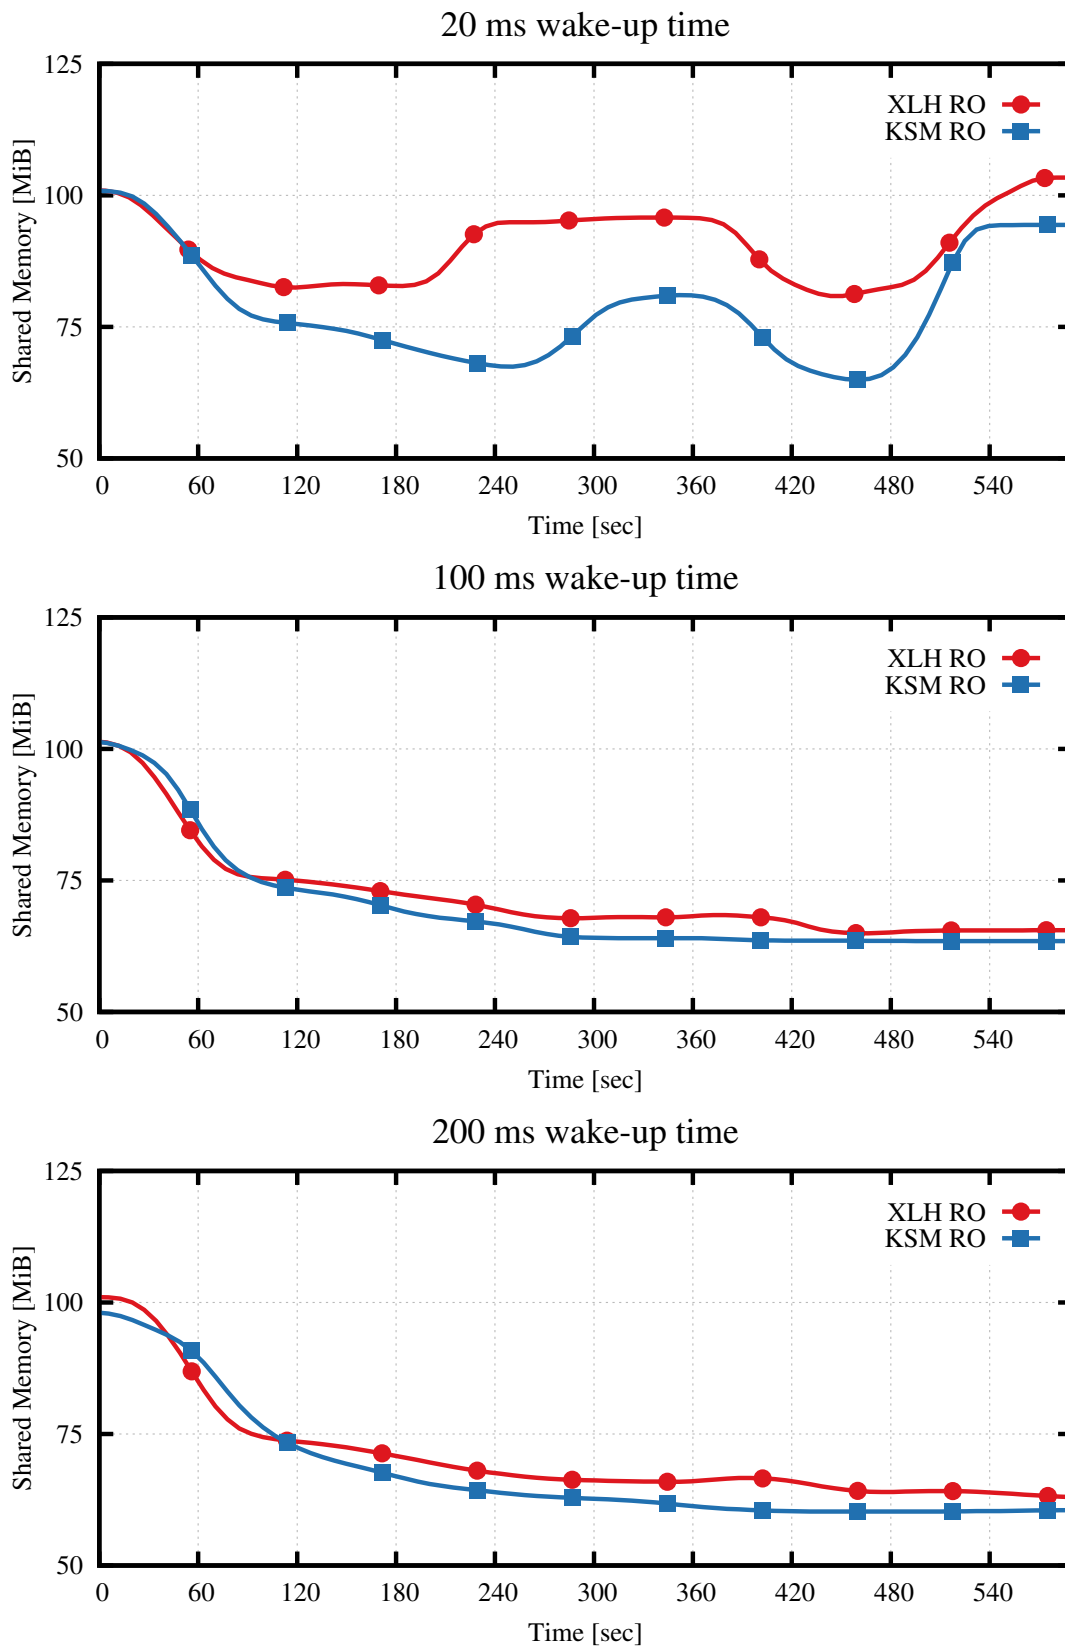 20 ms wake-up time
125
100
75
50
Shared Memory [MiB]
XLH RO
KSM RO
0 60 120 180 240 300 360 420 480 540
Time [sec]
100 ms wake-up time
125
100
75
50
Shared Memory [MiB]
XLH RO
KSM RO
0 60 120 180 240 300 360 420 480 540
Time [sec]
200 ms wake-up time
125
100
75
50
Shared Memory [MiB]
XLH RO
KSM RO
0 60 120 180 240 300 360 420 480 540
Time [sec]